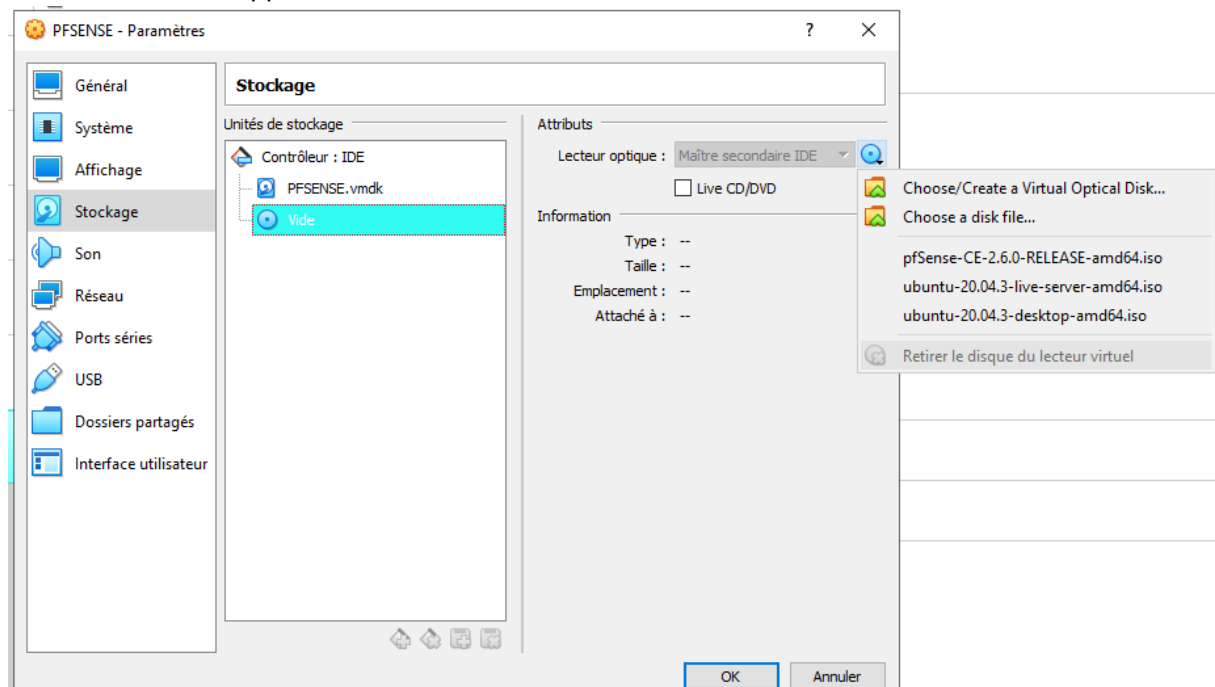 PFSENSE - Paramètres
?
Général
Système
Affichage
Stockage
Son
Réseau
Ports séries
USB
Dossiers partagés
Interface utilisateur
Stockage
Unités de stockage
Contrôleur : IDE
PFSENSE.vmdk
Vide
Attributs
Lecteur optique : Maître secondaire IDE
Live CD/DVD
Information
Type : --
Taille : --
Emplacement : --
Attaché à : --
Choose/Create a Virtual Optical Disk...
Choose a disk file...
pfSense-CE-2.6.0-RELEASE-amd64.iso
ubuntu-20.04.3-live-server-amd64.iso
ubuntu-20.04.3-desktop-amd64.iso
Retirer le disque du lecteur virtuel
OK
Annuler